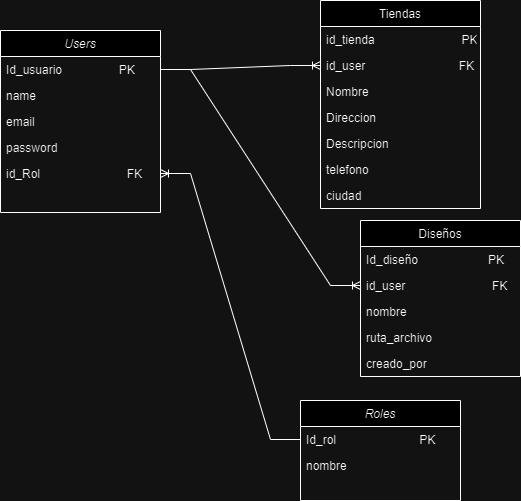 Users
Id_usuario PK
name
email
password
id_Rol FK
Tiendas
id_tienda PK
id_user FK
Nombre
Direccion
Descripcion
telefono
ciudad
Diseños
Id_diseño PK
id_user FK
nombre
ruta_archivo
creado_por
Roles
Id_rol PK
nombre